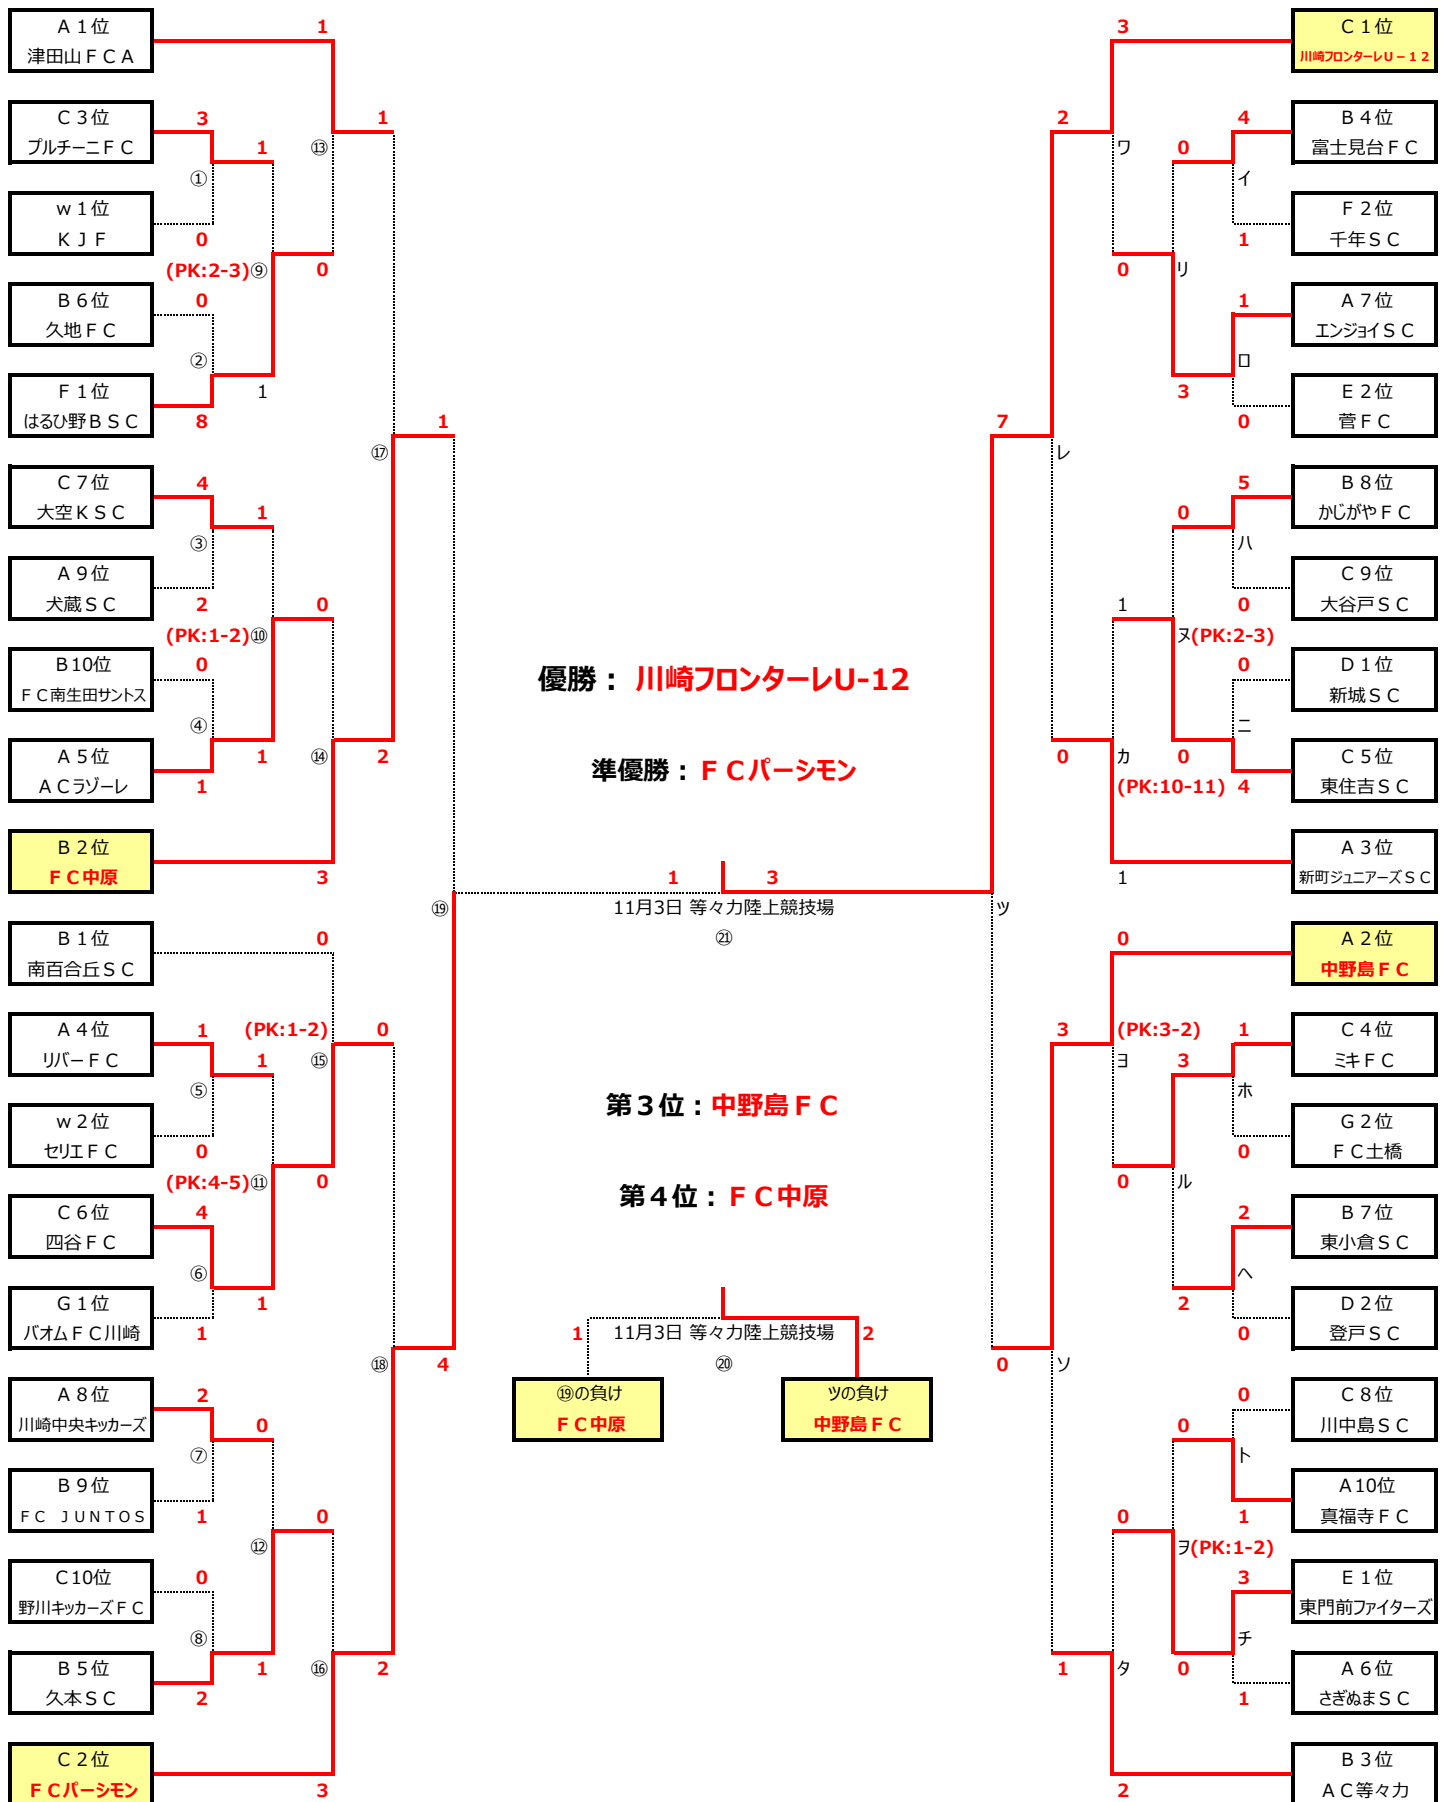 A１位
津田山ＦＣＡ
1
C３位
プルチーニＦＣ
3
1
①
⑬
1
w１位
ＫＪＦ
0
(PK:2-3)⑨
0
B６位
久地ＦＣ
0
②
F１位
はるひ野ＢＳＣ
1
8
⑰
1
C７位
大空ＫＳＣ
4
1
③
A９位
犬蔵ＳＣ
2
0
(PK:1-2)⑩
B10位
ＦＣ南生田サントス
0
④
A５位
ＡＣラゾーレ
1
1
⑭
2
B２位
ＦＣ中原
3
⑲
B１位
南百合丘ＳＣ
0
A４位
リバーＦＣ
1
(PK:1-2)
0
1
⑤
⑮
w２位
セリエＦＣ
0
(PK:4-5)⑪
0
C６位
四谷ＦＣ
4
⑥
G１位
バオムＦＣ川崎
1
1
⑱
4
A８位
川崎中央キッカーズ
2
0
⑦
B９位
ＦＣ　ＪＵＮＴＯＳ
1
0
⑫
C10位
野川キッカーズＦＣ
0
⑧
B５位
久本ＳＣ
1
2
⑯
2
C２位
ＦＣパーシモン
3
優勝： 川崎フロンターレU-12
準優勝：ＦＣパーシモン
1
3
11月3日 等々力陸上競技場
㉑
第３位：中野島ＦＣ
第４位：ＦＣ中原
1
11月3日 等々力陸上競技場
2
⑳
⑲の負け
ＦＣ中原
ツの負け
中野島ＦＣ
3
C１位
川崎フロンターレU－１２
2
ワ
0
4
B４位
富士見台ＦＣ
イ
1
F２位
千年ＳＣ
0
リ
1
A７位
エンジョイＳＣ
ロ
3
0
E２位
菅ＦＣ
7
レ
5
B８位
かじがやＦＣ
0
ハ
0
C９位
大谷戸ＳＣ
1
ヌ(PK:2-3)
0
D１位
新城ＳＣ
ニ
0
カ
0
(PK:10-11)
4
C５位
東住吉ＳＣ
1
A３位
新町ジュニアーズＳＣ
ツ
0
A２位
中野島ＦＣ
3
(PK:3-2)
1
C４位
ミキＦＣ
ヨ
3
ホ
0
G２位
ＦＣ土橋
0
ル
2
B７位
東小倉ＳＣ
ヘ
2
0
D２位
登戸ＳＣ
0
ソ
0
C８位
川中島ＳＣ
0
ト
1
A10位
真福寺ＦＣ
0
ヲ(PK:1-2)
3
E１位
東門前ファイターズ
チ
1
タ
0
1
A６位
さぎぬまＳＣ
2
B３位
ＡＣ等々力